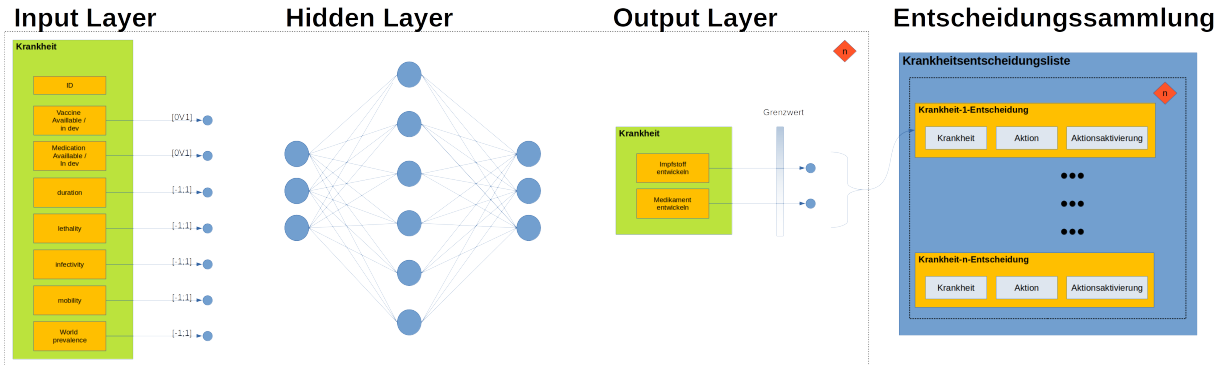 Input Layer
Hidden Layer
Output Layer
Entscheidungssammlung
Krankheit
ID
Vaccine
Available /
in dev
[0V1]
Medication
Available /
In dev
[0V1]
duration
[-1;1]
lethality
[-1;1]
infectivity
[-1;1]
mobility
[-1;1]
World
prevalence
[-1;1]
n
Grenzwert
Krankheit
Impfstoff
entwickeln
Medikament
entwickeln
Krankheitsentscheidungsliste
n
Krankheit-1-Entscheidung
Krankheit
Aktion
Aktionsaktivierung
Krankheit-n-Entscheidung
Krankheit
Aktion
Aktionsaktivierung